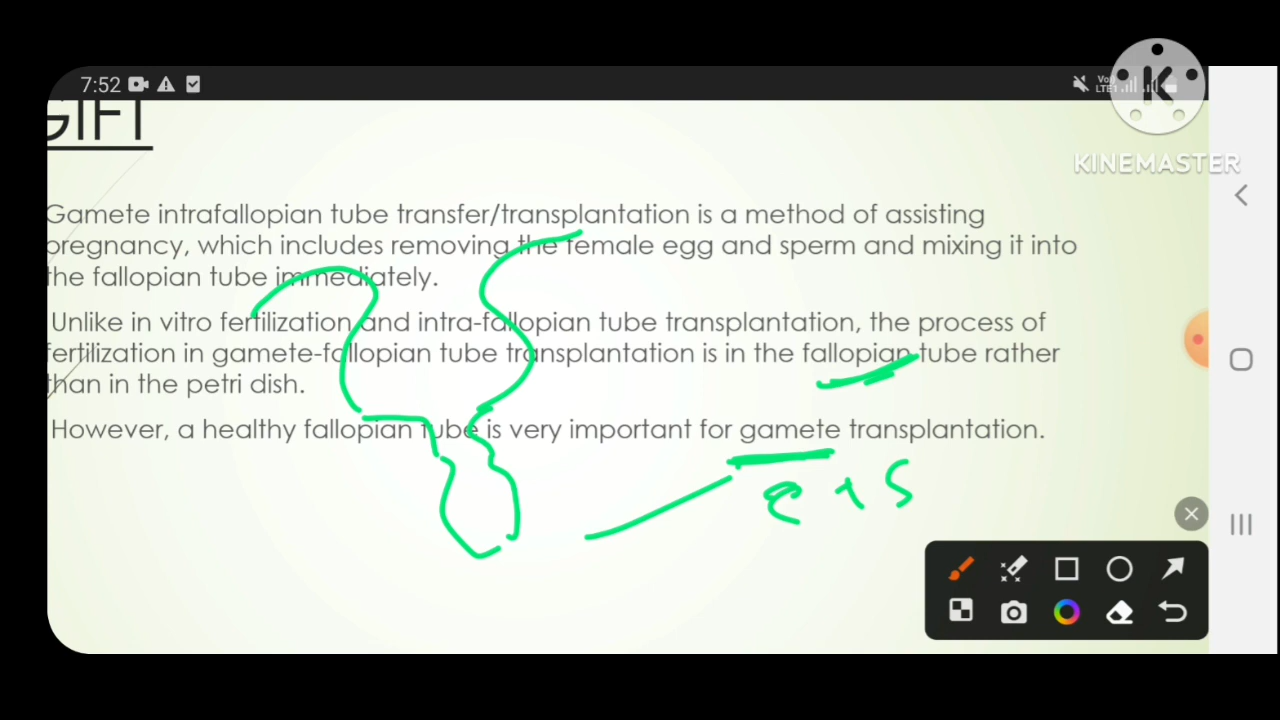 7:52
Vo) LTE1
K
KINEMASTER
GIFT
Gamete intrafallopian tube transfer/transplantation is a method of assisting
pregnancy, which includes removing the female egg and sperm and mixing it into
the fallopian tube immediately.
Unlike in vitro fertilization and intra-fallopian tube transplantation, the process of
fertilization in gamete-fallopian tube transplantation is in the fallopian tube rather
than in the petri dish.
However, a healthy fallopian tube is very important for gamete transplantation.
e + s